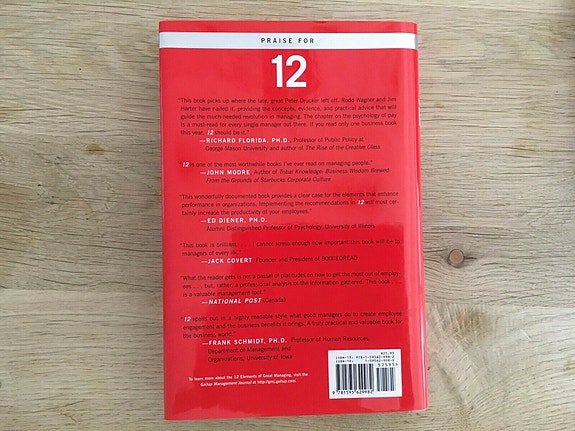 PRAISE FOR
12
"This book picks up where the late, great Peter Drucker left off. Rodd Wagner and Jim
Harter have nailed it, providing the concepts, evidence, and practical advice that will
guide the much-needed revolution in managing. The chapter on the psychology of pay
is a must-read for every single manager out there. If you read only one business book
this year, 12 should be it."
—RICHARD FLORIDA, PH.D. Professor of Public Policy at
George Mason University and author of The Rise of the Creative Class
"12 is one of the most worthwhile books I've ever read on managing people."
—JOHN MOORE Author of Tribal Knowledge: Business Wisdom Brewed
From the Grounds of Starbucks Corporate Culture
"This wonderfully documented book provides a clear case for the elements that enhance
performance in organizations. Implementing the recommendations in 12 will most cer-
tainly increase the productivity of your employees."
—ED DIENER, PH.D.
Alumni Distinguished Professor of Psychology, University of Illinois
"This book is brilliant. . . . I cannot stress enough how important this book will be to
managers of every ilk."
—JACK COVERT Founder and President of 800CEOREAD
"What the reader gets is not a passel of platitudes on how to get the most out of employ-
ees . . . but, rather, a professional analysis of the information gathered. This book . . .
is a valuable management tool."
—NATIONAL POST (Canada)
"12 spells out in a highly readable style what good managers do to create employee
engagement and the business benefits it brings. A truly practical and valuable book for
the business world."
—FRANK SCHMIDT, PH.D. Professor of Human Resources,
Department of Management and
Organizations, University of Iowa
To learn more about the 12 Elements of Great Managing, visit the
Gallup Management Journal at http://gmj.gallup.com.
$25.95
9 781595 629982